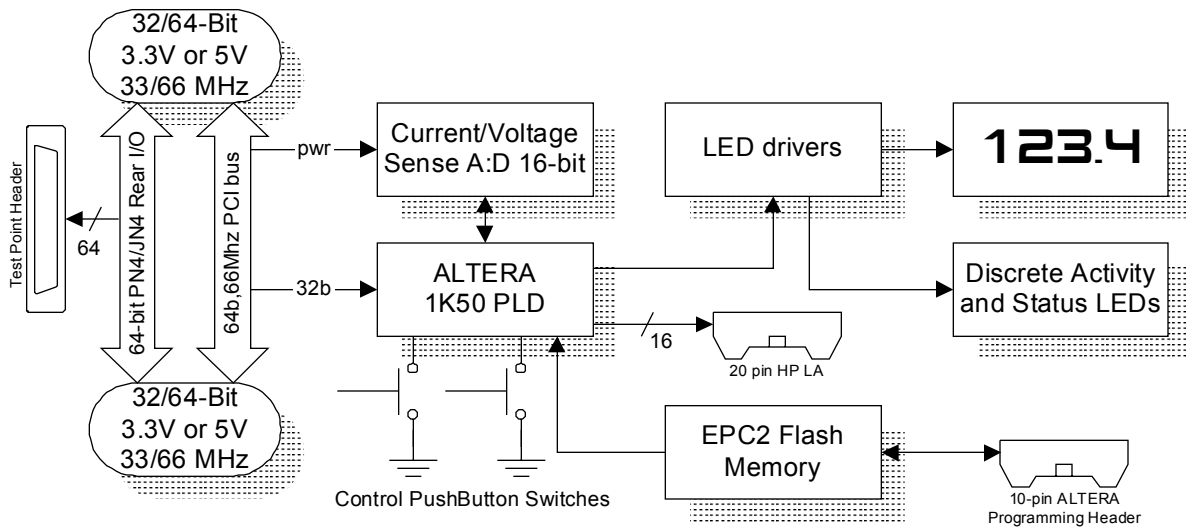 32/64-Bit
3.3V or 5V
33/66 MHz
Test Point Header
64
64-bit PN4/JN4 Rear I/O
64b,66Mhz PCI bus
pwr
32b
Current/Voltage
Sense A:D 16-bit
LED drivers
123.4
ALTERA
1K50 PLD
Discrete Activity
and Status LEDs
16
20 pin HP LA
32/64-Bit
3.3V or 5V
33/66 MHz
Control PushButton Switches
EPC2 Flash
Memory
10-pin ALTERA
Programming Header